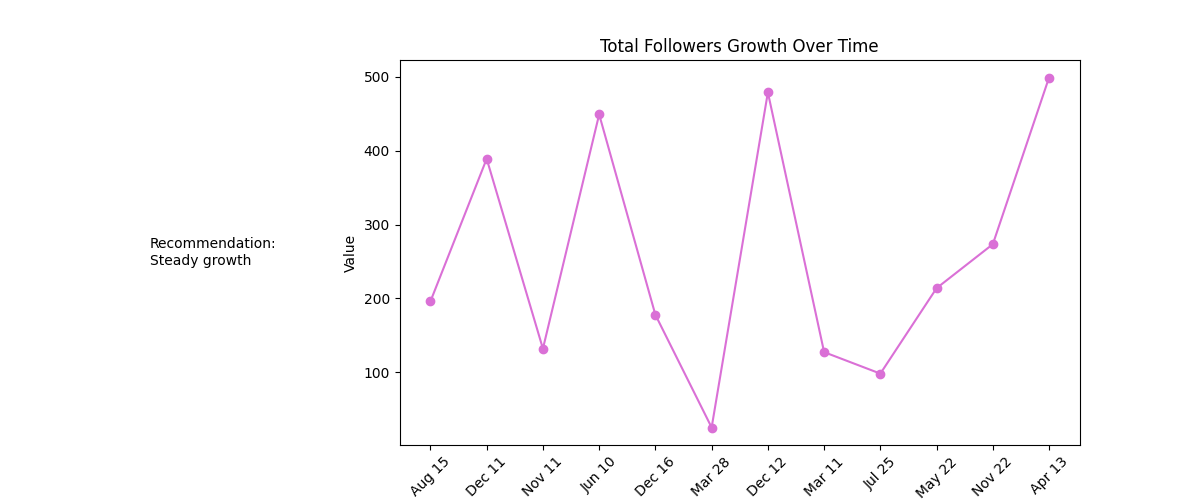 Total Followers Growth Over Time
Recommendation:
Steady growth
Value
500
400
300
200
100
Aug 15
Dec 11
Nov 11
Jun 10
Dec 16
Mar 28
Dec 12
Mar 11
Jul 25
May 22
Nov 22
Apr 13